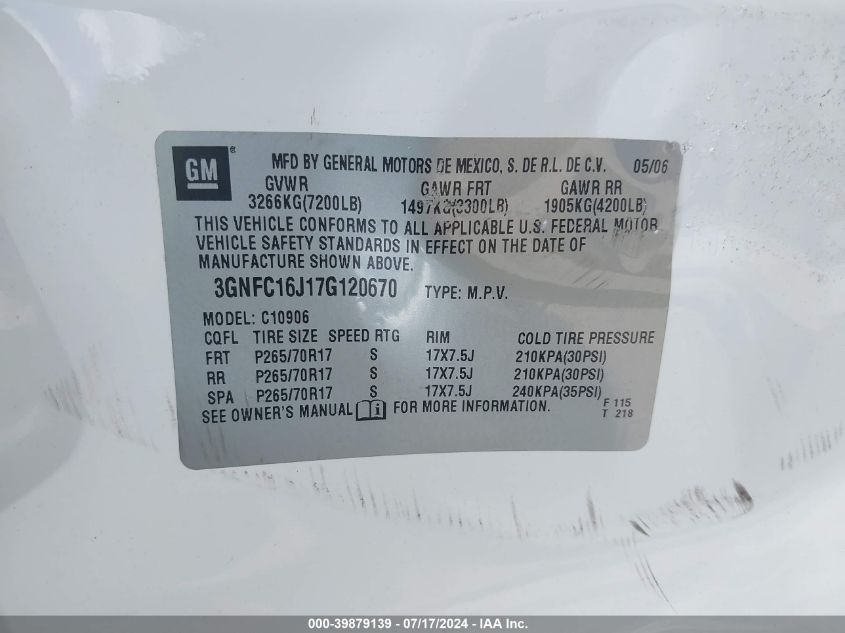 GM ® MFD BY GENERAL MOTORS DE MEXICO, S. DE R.L. DE C.V. 05/06
GVWR GAWR FRT GAWR RR
3266KG(7200LB) 1497KG(3300LB) 1905KG(4200LB)
THIS VEHICLE CONFORMS TO ALL APPLICABLE U.S. FEDERAL MOTOR
VEHICLE SAFETY STANDARDS IN EFFECT ON THE DATE OF
MANUFACTURE SHOWN ABOVE.
3GNFC16J17G120670 TYPE: M.P.V.
MODEL: C10906
CQFL TIRE SIZE SPEED RTG RIM COLD TIRE PRESSURE
FRT P265/70R17 S 17X7.5J 210KPA(30PSI)
RR P265/70R17 S 17X7.5J 210KPA(30PSI)
SPA P265/70R17 S 17X7.5J 240KPA(35PSI)
SEE OWNER'S MANUAL i FOR MORE INFORMATION.
F 115
T 218
000-39879139 - 07/17/2024 - IAA Inc.